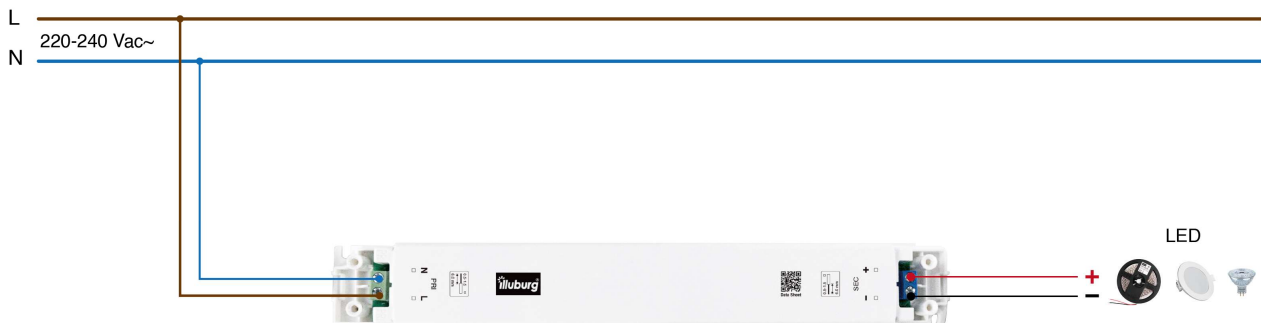 L
220-240 Vac~
N
LED
N
PRI
L
illuburg
Data Sheet
+
SEC
-
+
-